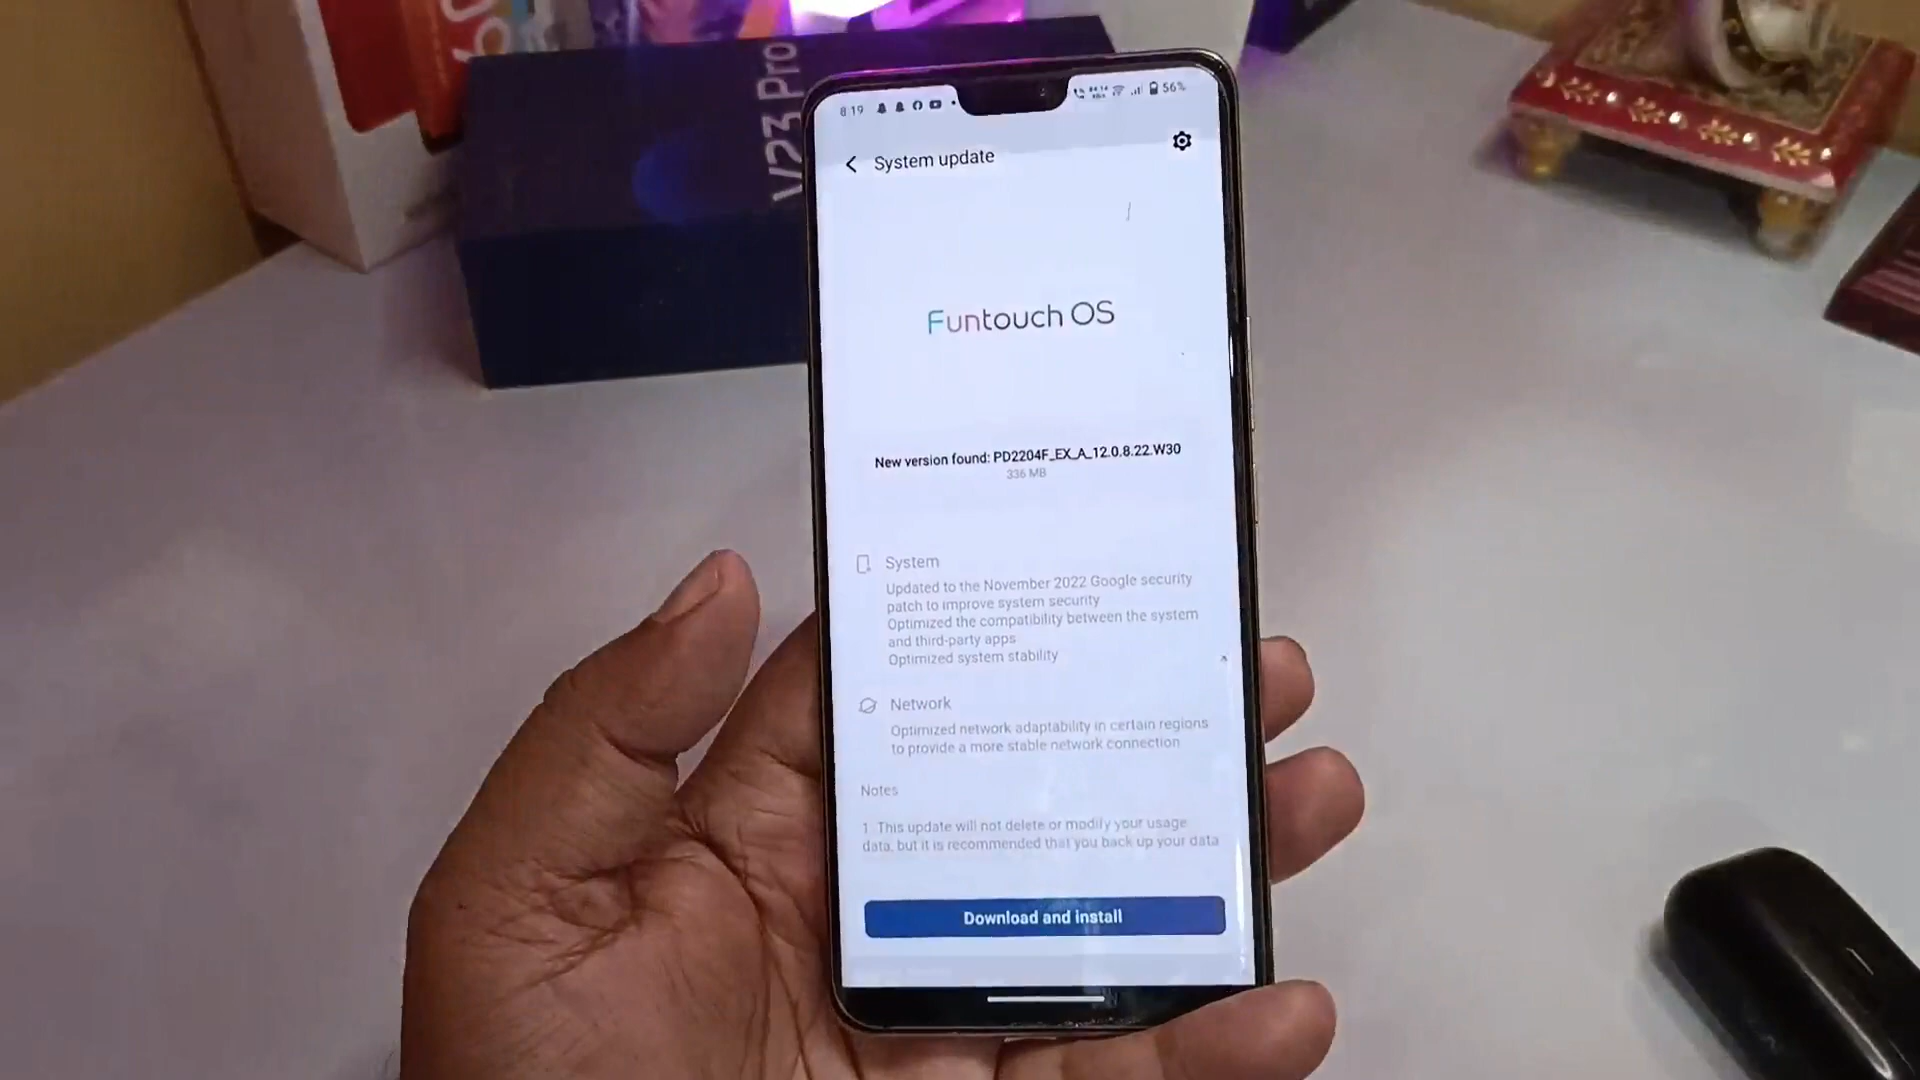 V23 Pro
8:19
56%
System update
Funtouch OS
New version found: PD2204F_EX_A_12.0.8.22.W30
336 MB
System
Updated to the November 2022 Google security
patch to improve system security
Optimized the compatibility between the system
and third-party apps
Optimized system stability
Network
Optimized network adaptability in certain regions
to provide a more stable network connection
Notes
1 This update will not delete or modify your usage
data, but it is recommended that you back up your data
Download and install